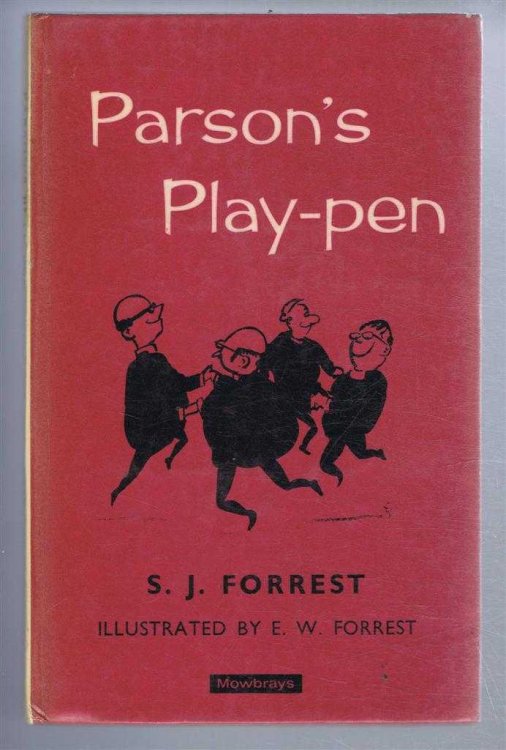 Parson's
Play-pen
S. J. FORREST
ILLUSTRATED BY E. W. FORREST
Mowbrays